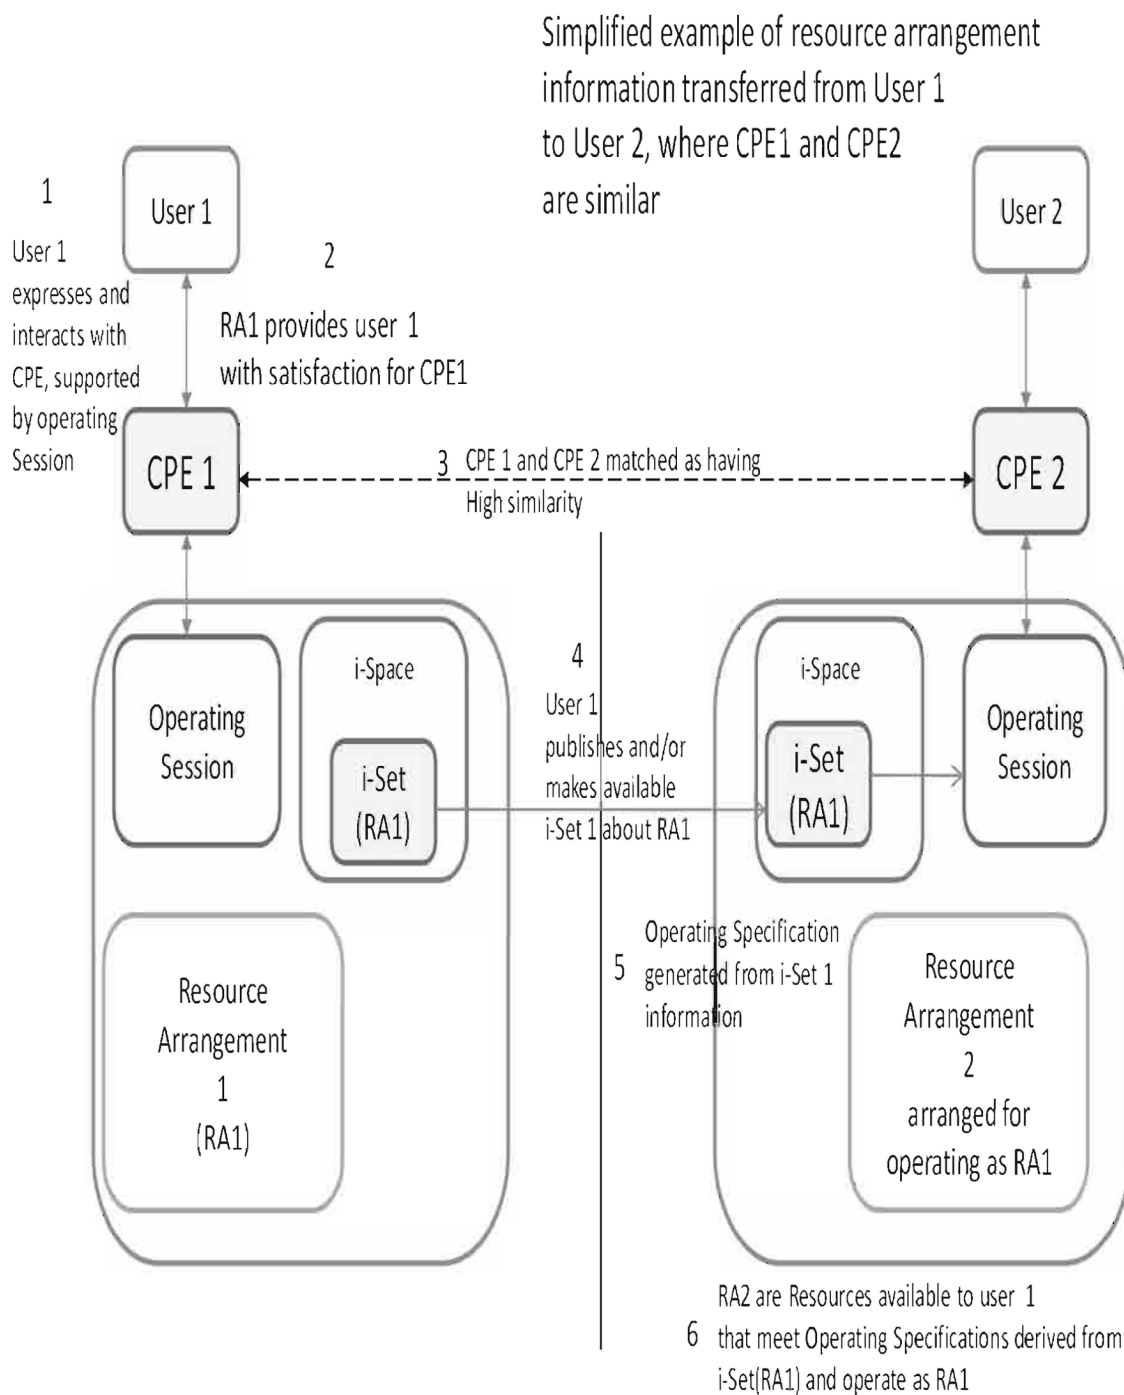 Simplified example of resource arrangement
information transferred from User 1
to User 2, where CPE1 and CPE2
are similar
1
User 1
expresses and
interacts with
CPE, supported
by operating
Session
User 1
2
RA1 provides user 1
with satisfaction for CPE1
User 2
CPE 1
3 CPE 1 and CPE 2 matched as having
High similarity
CPE 2
Operating
Session
i-Space
i-Set
(RA1)
4
User 1
publishes and/or
makes available
i-Set 1 about RA1
i-Space
i-Set
(RA1)
Operating
Session
Resource
Arrangement
1
(RA1)
5
Operating Specification
generated from i-Set 1
information
Resource
Arrangement
2
arranged for
operating as RA1
6
RA2 are Resources available to user 1
that meet Operating Specifications derived from
i-Set(RA1) and operate as RA1